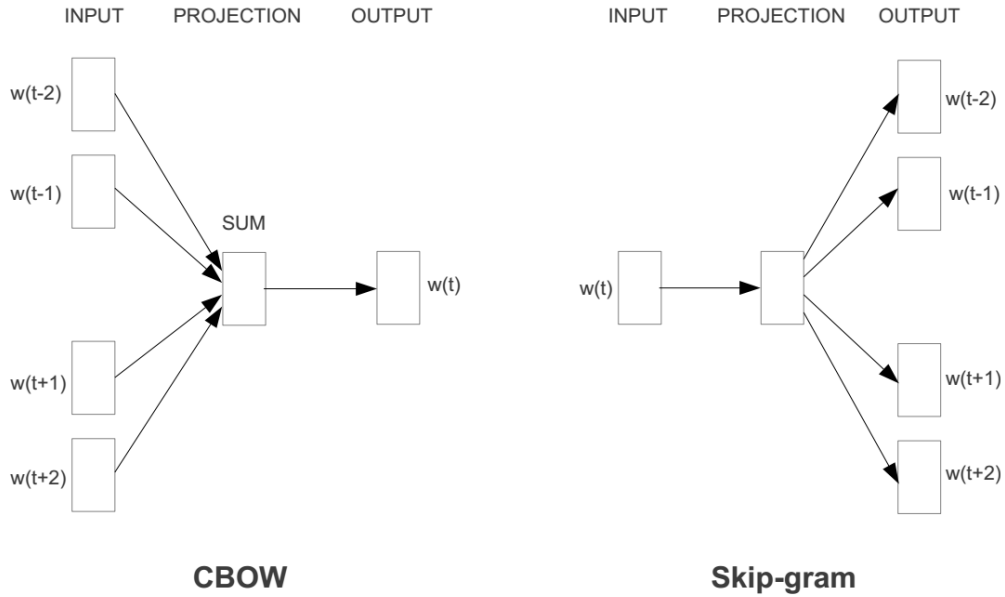 INPUT PROJECTION OUTPUT
w(t-2)
w(t-1)
SUM
w(t)
w(t+1)
w(t+2)
CBOW
INPUT PROJECTION OUTPUT
w(t-2)
w(t-1)
w(t)
w(t+1)
w(t+2)
Skip-gram